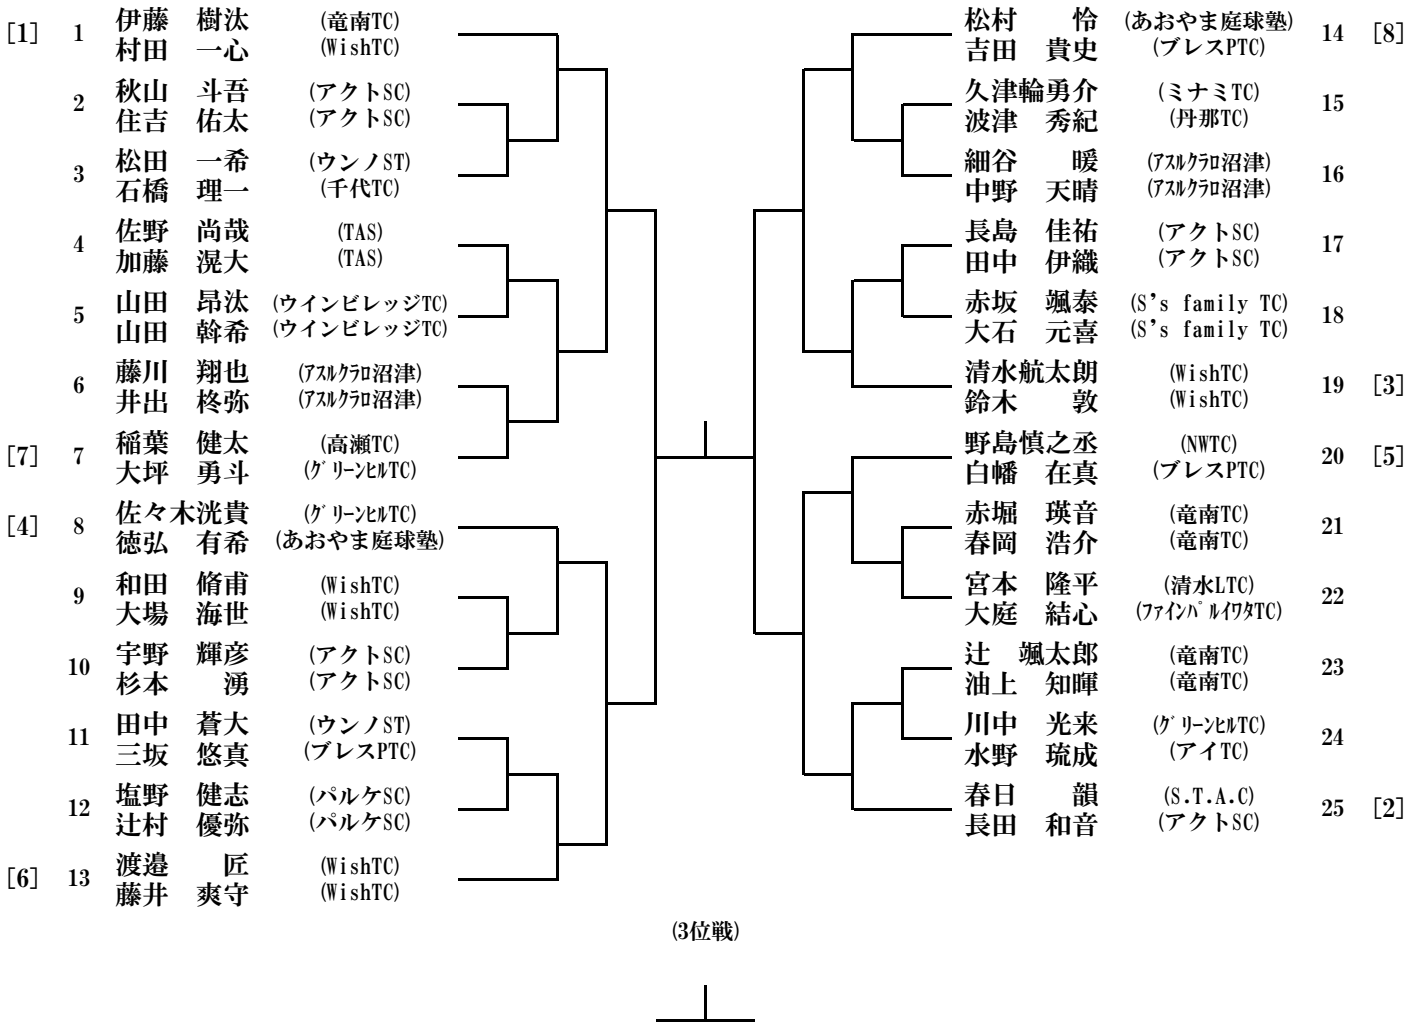 [1] 1 伊藤　樹汰 (竜南TC)
村田　一心 (WishTC)
2 秋山　斗吾 (アクトSC)
住吉　佑太 (アクトSC)
3 松田　一希 (ウンノST)
石橋　理一 (千代TC)
4 佐野　尚哉 (TAS)
加藤　滉大 (TAS)
5 山田　昂汰 (ウインビレッジTC)
山田　幹希 (ウインビレッジTC)
6 藤川　翔也 (ｱｽﾙｸﾗﾛ沼津)
井出　柊弥 (ｱｽﾙｸﾗﾛ沼津)
[7] 7 稲葉　健太 (高瀬TC)
大坪　勇斗 (ｸﾞﾘｰﾝﾋﾙTC)
[4] 8 佐々木洸貴 (ｸﾞﾘｰﾝﾋﾙTC)
徳弘　有希 (あおやま庭球塾)
9 和田　脩甫 (WishTC)
大場　海世 (WishTC)
10 宇野　輝彦 (アクトSC)
杉本　　湧 (アクトSC)
11 田中　蒼大 (ウンノST)
三坂　悠真 (ブレスPTC)
12 塩野　健志 (パルケSC)
辻村　優弥 (パルケSC)
[6] 13 渡邉　　匠 (WishTC)
藤井　爽守 (WishTC)
松村　　怜 (あおやま庭球塾) 14 [8]
吉田　貴史 (ブレスPTC)
久津輪勇介 (ミナミTC) 15
波津　秀紀 (丹那TC)
細谷　　暖 (ｱｽﾙｸﾗﾛ沼津) 16
中野　天晴 (ｱｽﾙｸﾗﾛ沼津)
長島　佳祐 (アクトSC) 17
田中　伊織 (アクトSC)
赤坂　颯泰 (S’s family TC) 18
大石　元喜 (S’s family TC)
清水航太朗 (WishTC) 19 [3]
鈴木　　敦 (WishTC)
野島慎之丞 (NWTC) 20 [5]
白幡　在真 (ブレスPTC)
赤堀　瑛音 (竜南TC) 21
春岡　浩介 (竜南TC)
宮本　隆平 (清水LTC) 22
大庭　結心 (ﾌｧｲﾝﾊﾟﾙｲﾜﾀTC)
辻　颯太郎 (竜南TC) 23
油上　知暉 (竜南TC)
川中　光来 (ｸﾞﾘｰﾝﾋﾙTC) 24
水野　琉成 (アイTC)
春日　　韻 (S.T.A.C) 25 [2]
長田　和音 (アクトSC)
(3位戦)